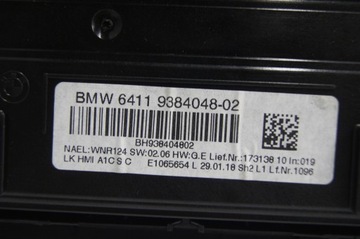 BMW 6411 9384048-02
BH938404802
NAEL:WNR124 SW:02.06 HW:G.E Lief.Nr.:173138 10 In:019
LK HMI A1C S C E1065654 L 29.01.18 Sh2 L1 Lf.Nr.1096